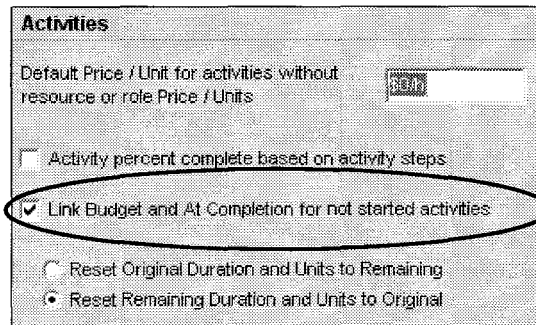 Activities
Default Price / Unit for activities without
resource or role Price / Units
$0/h
Activity percent complete based on activity steps
Link Budget and At Completion for not started activities
Reset Original Duration and Units to Remaining
Reset Remaining Duration and Units to Original